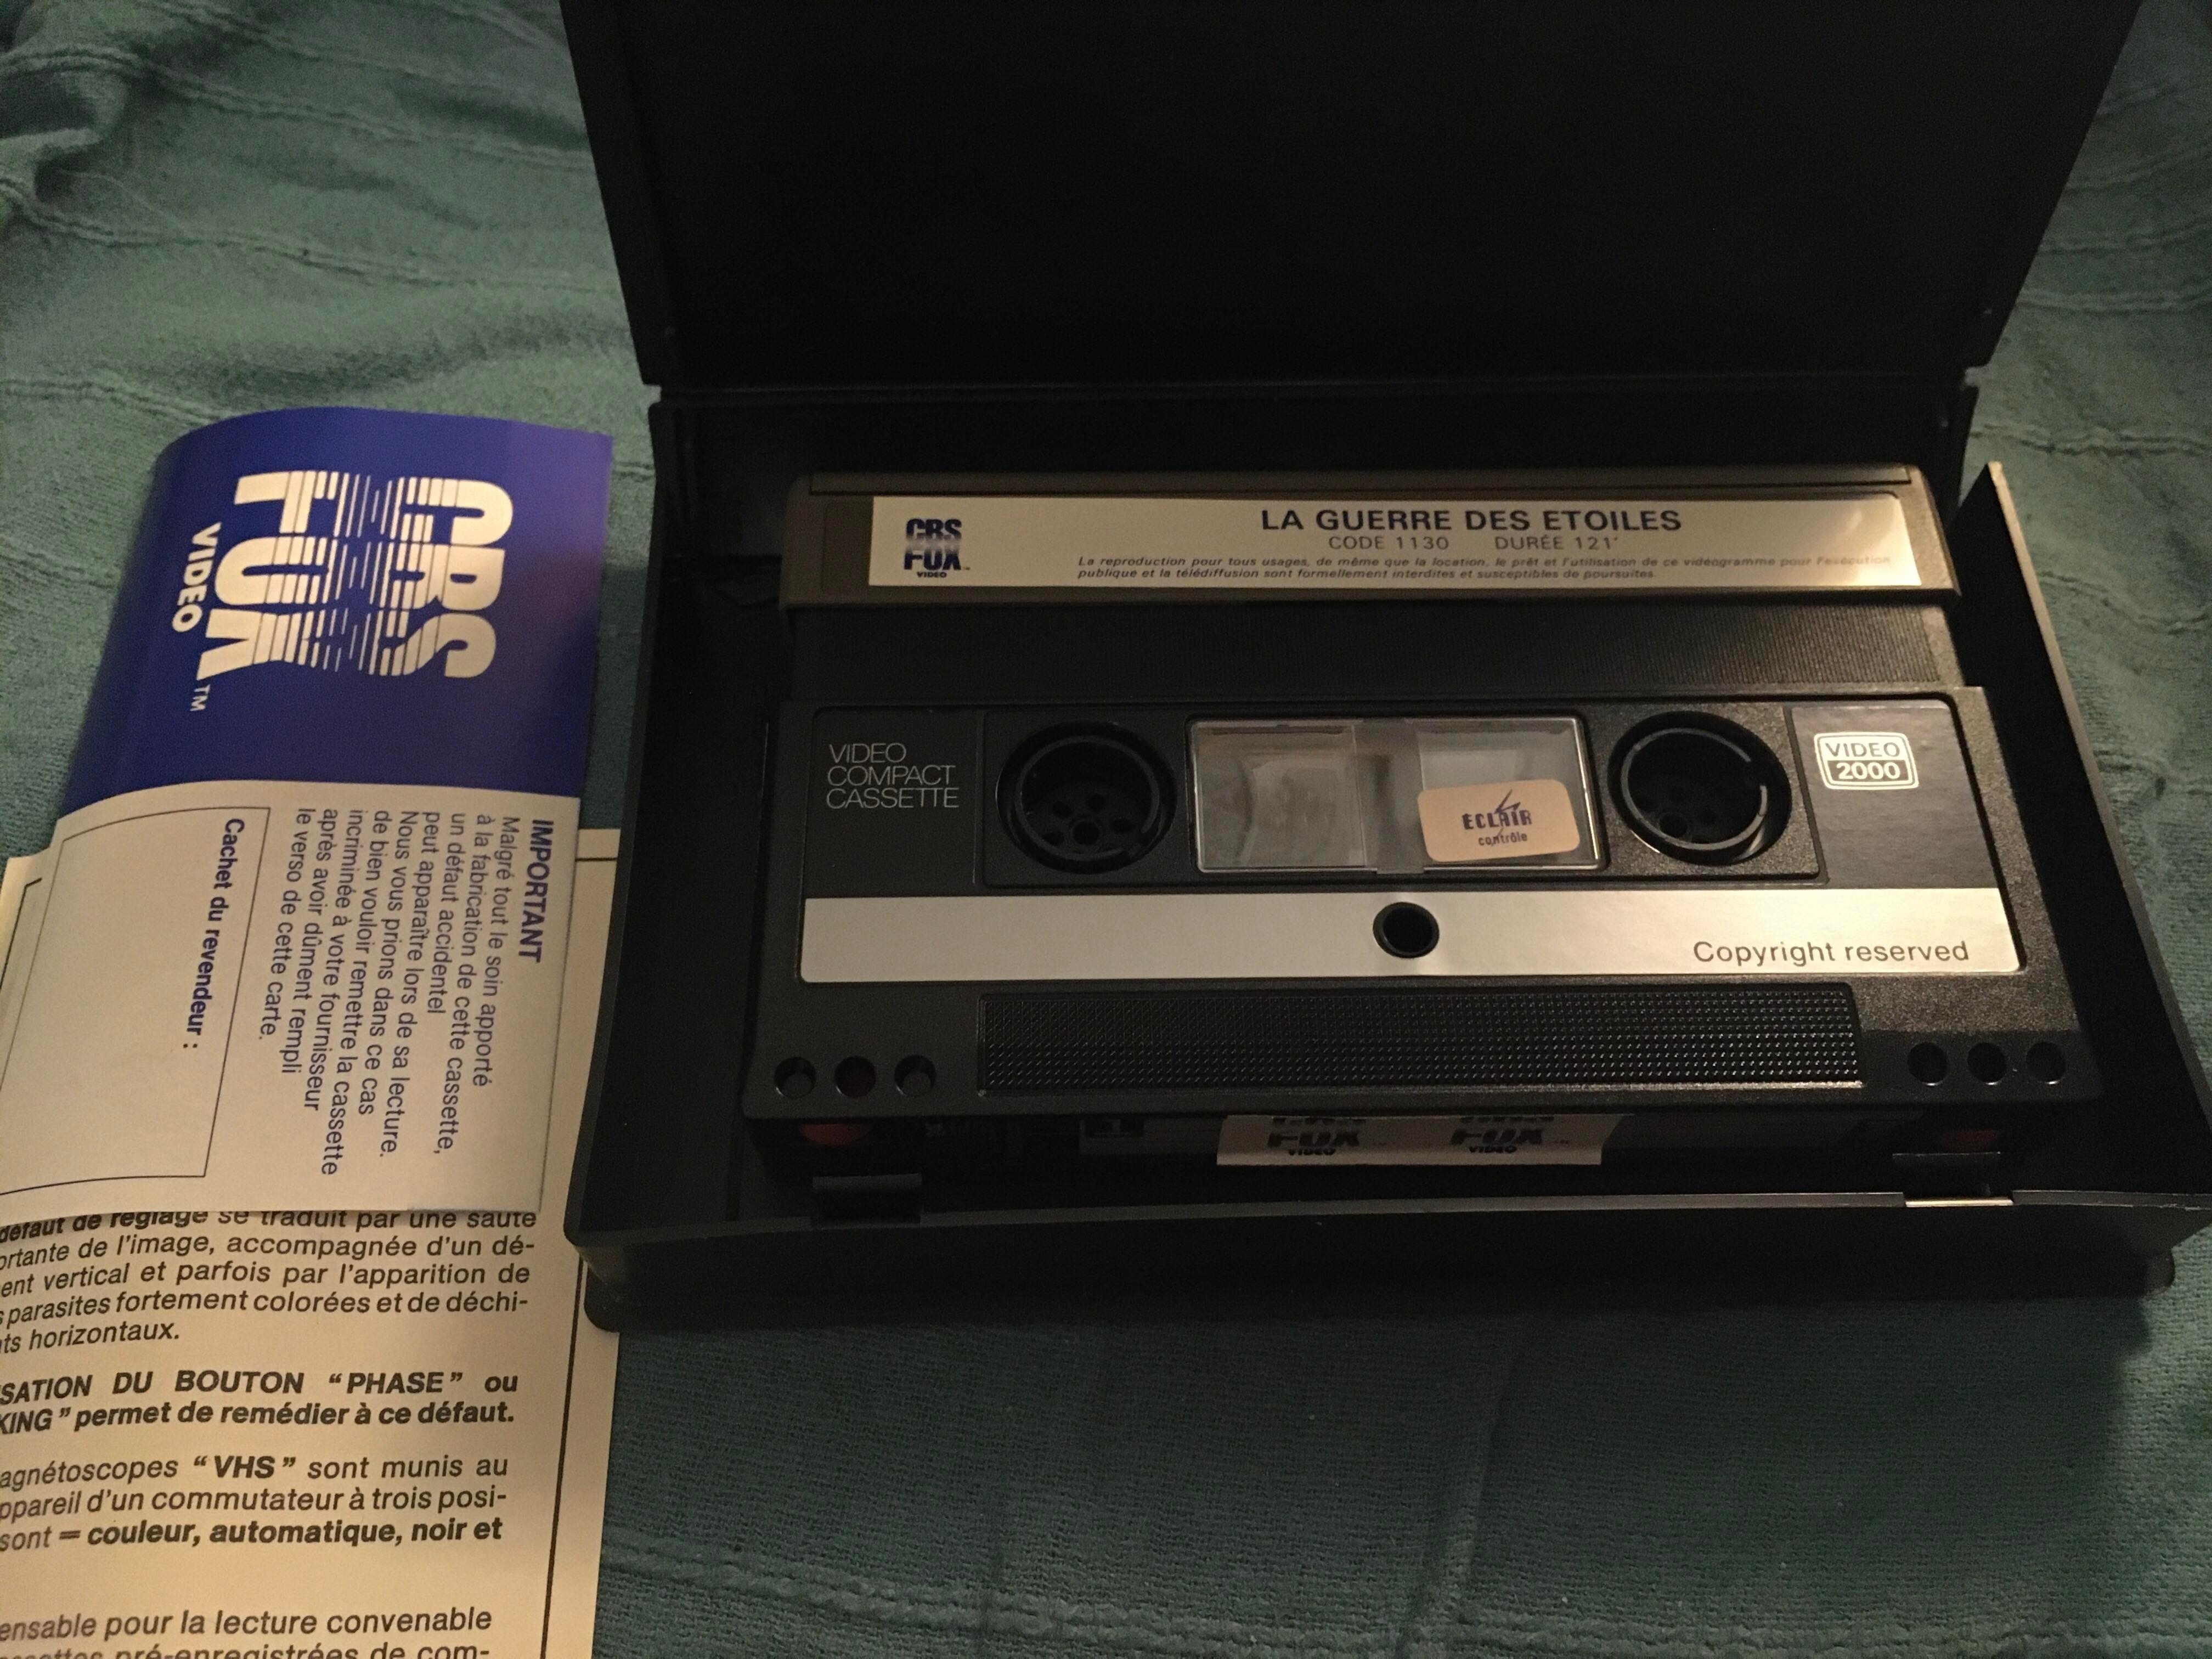 CBS
FOX
VIDEO
TM
IMPORTANT
Malgré tout le soin apporté
à la fabrication de cette cassette,
un défaut accidentel
peut apparaître lors de sa lecture.
Nous vous prions dans ce cas
de bien vouloir remettre la cassette
incriminée à votre fournisseur
après avoir dûment rempli
le verso de cette carte.
Cachet du revendeur :
défaut de réglage se traduit par une saute
de l'image, accompagnée d'un dé-
vertical et parfois par l'apparition de
parasites fortement colorées et de déchi-
horizontaux.
DU BOUTON “PHASE” ou
permet de remédier à ce défaut.
“VHS” sont munis au
d'un commutateur à trois posi-
sont = couleur, automatique, noir et
pour la lecture convenable
pré-enregistrées de com-
CBS
FOX
VIDEO
LA GUERRE DES ETOILES
CODE 1130 DURÉE 121'
La reproduction pour tous usages, de même que la location, le prêt et l'utilisation de ce vidéogramme pour l'exécution
publique et la télédiffusion sont formellement interdites et susceptibles de poursuites.
VIDEO
COMPACT
CASSETTE
VIDEO
2000
ECLAIR
contrôle
Copyright reserved
FOX FOX
VIDEO VIDEO